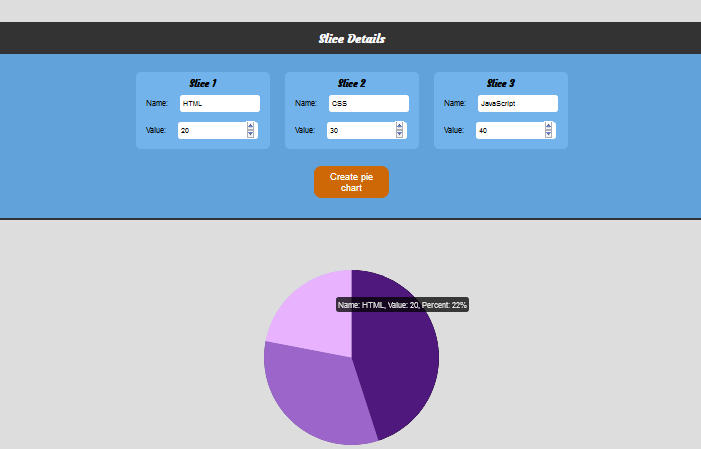 Slice Details
Slice 1 Slice 2 Slice 3
Name: HTML Name: CSS Name: JavaScript
Value: 20 Value: 30 Value: 40
Create pie
chart
Name: HTML, Value: 20, Percent: 22%